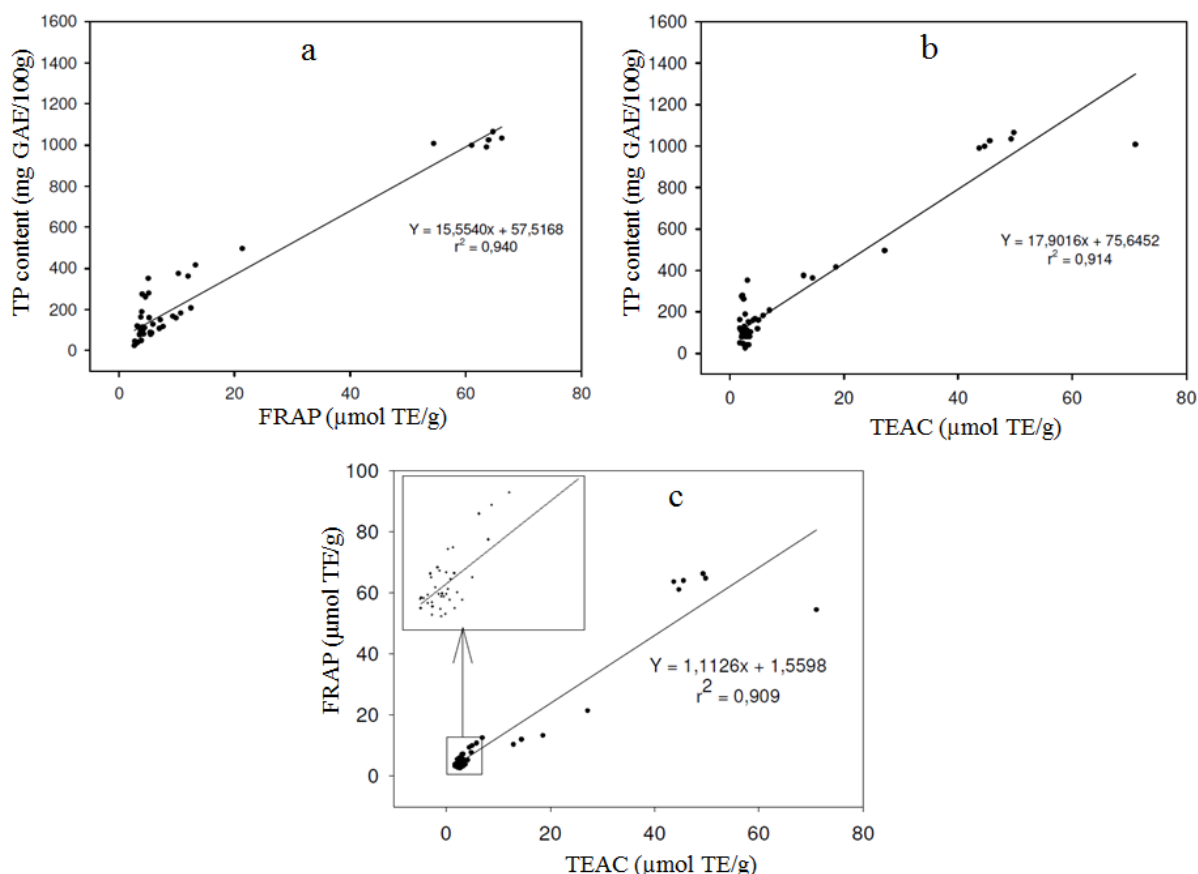 a
TP content (mg GAE/100g)
1600
1400
1200
1000
800
600
400
200
0
Y = 15,5540x + 57,5168
r² = 0,940
0 20 40 60 80
FRAP (µmol TE/g)
b
TP content (mg GAE/100g)
1600
1400
1200
1000
800
600
400
200
0
Y = 17,9016x + 75,6452
r² = 0,914
0 20 40 60 80
TEAC (µmol TE/g)
c
FRAP (µmol TE/g)
100
80
60
40
20
0
Y = 1,1126x + 1,5598
r² = 0,909
0 20 40 60 80
TEAC (µmol TE/g)